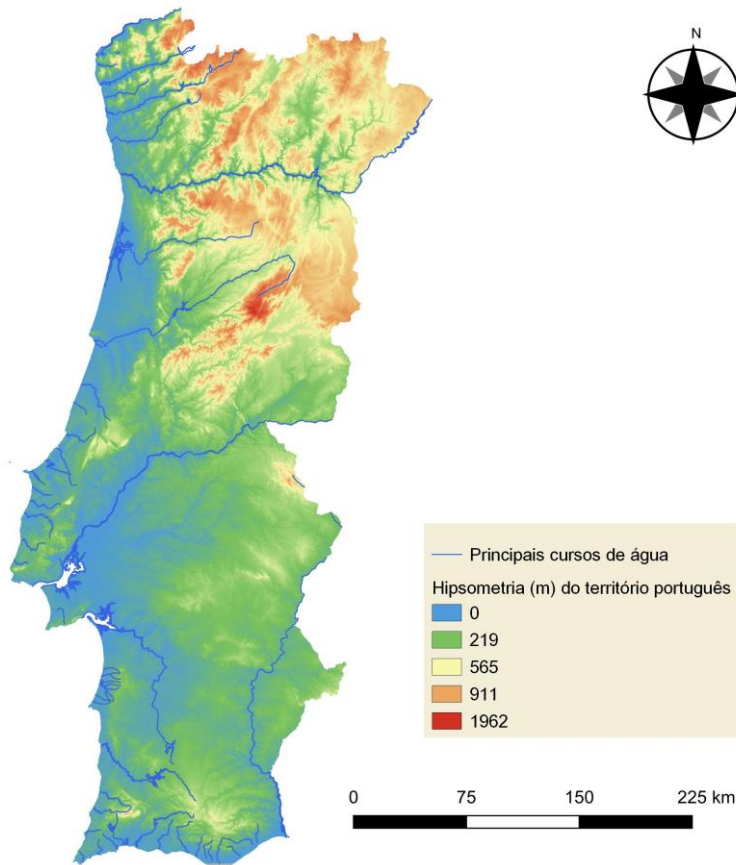 N
Principais cursos de água
Hipsometria (m) do território português
0
219
565
911
1962
0 75 150 225 km